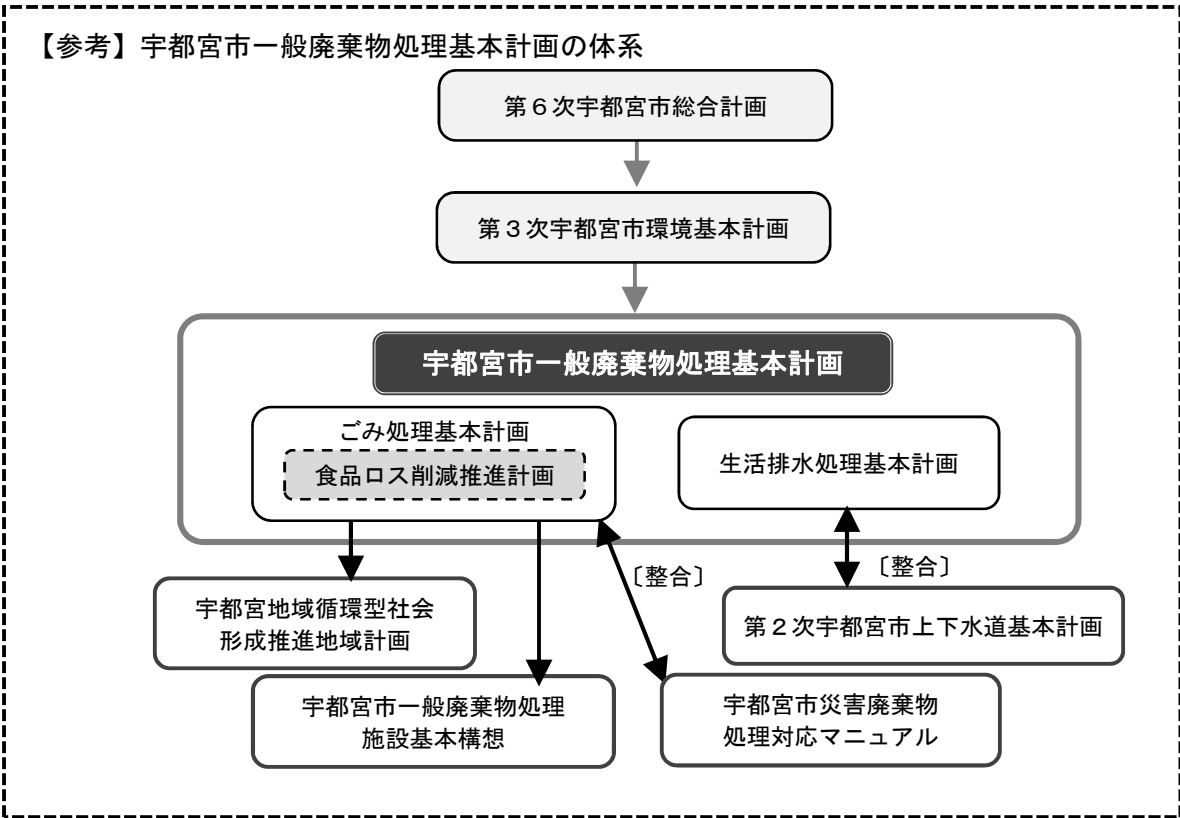 【参考】宇都宮市一般廃棄物処理基本計画の体系
第６次宇都宮市総合計画
第３次宇都宮市環境基本計画
宇都宮市一般廃棄物処理基本計画
ごみ処理基本計画
食品ロス削減推進計画
生活排水処理基本計画
〔整合〕
〔整合〕
宇都宮地域循環型社会
形成推進地域計画
第２次宇都宮市上下水道基本計画
宇都宮市一般廃棄物処理
施設基本構想
宇都宮市災害廃棄物
処理対応マニュアル